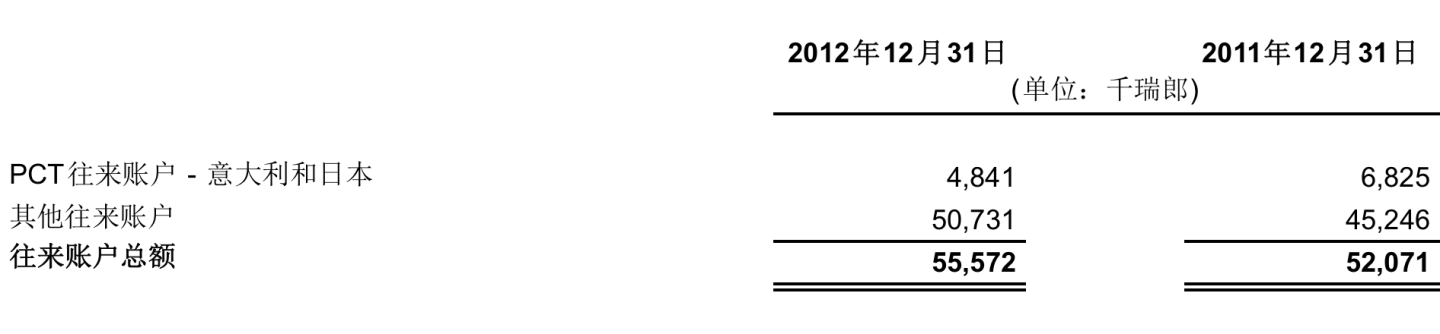 2012年12月31日 2011年12月31日
(单位：千瑞郎)
PCT往来账户 - 意大利和日本 4,841 6,825
其他往来账户 50,731 45,246
往来账户总额 55,572 52,071